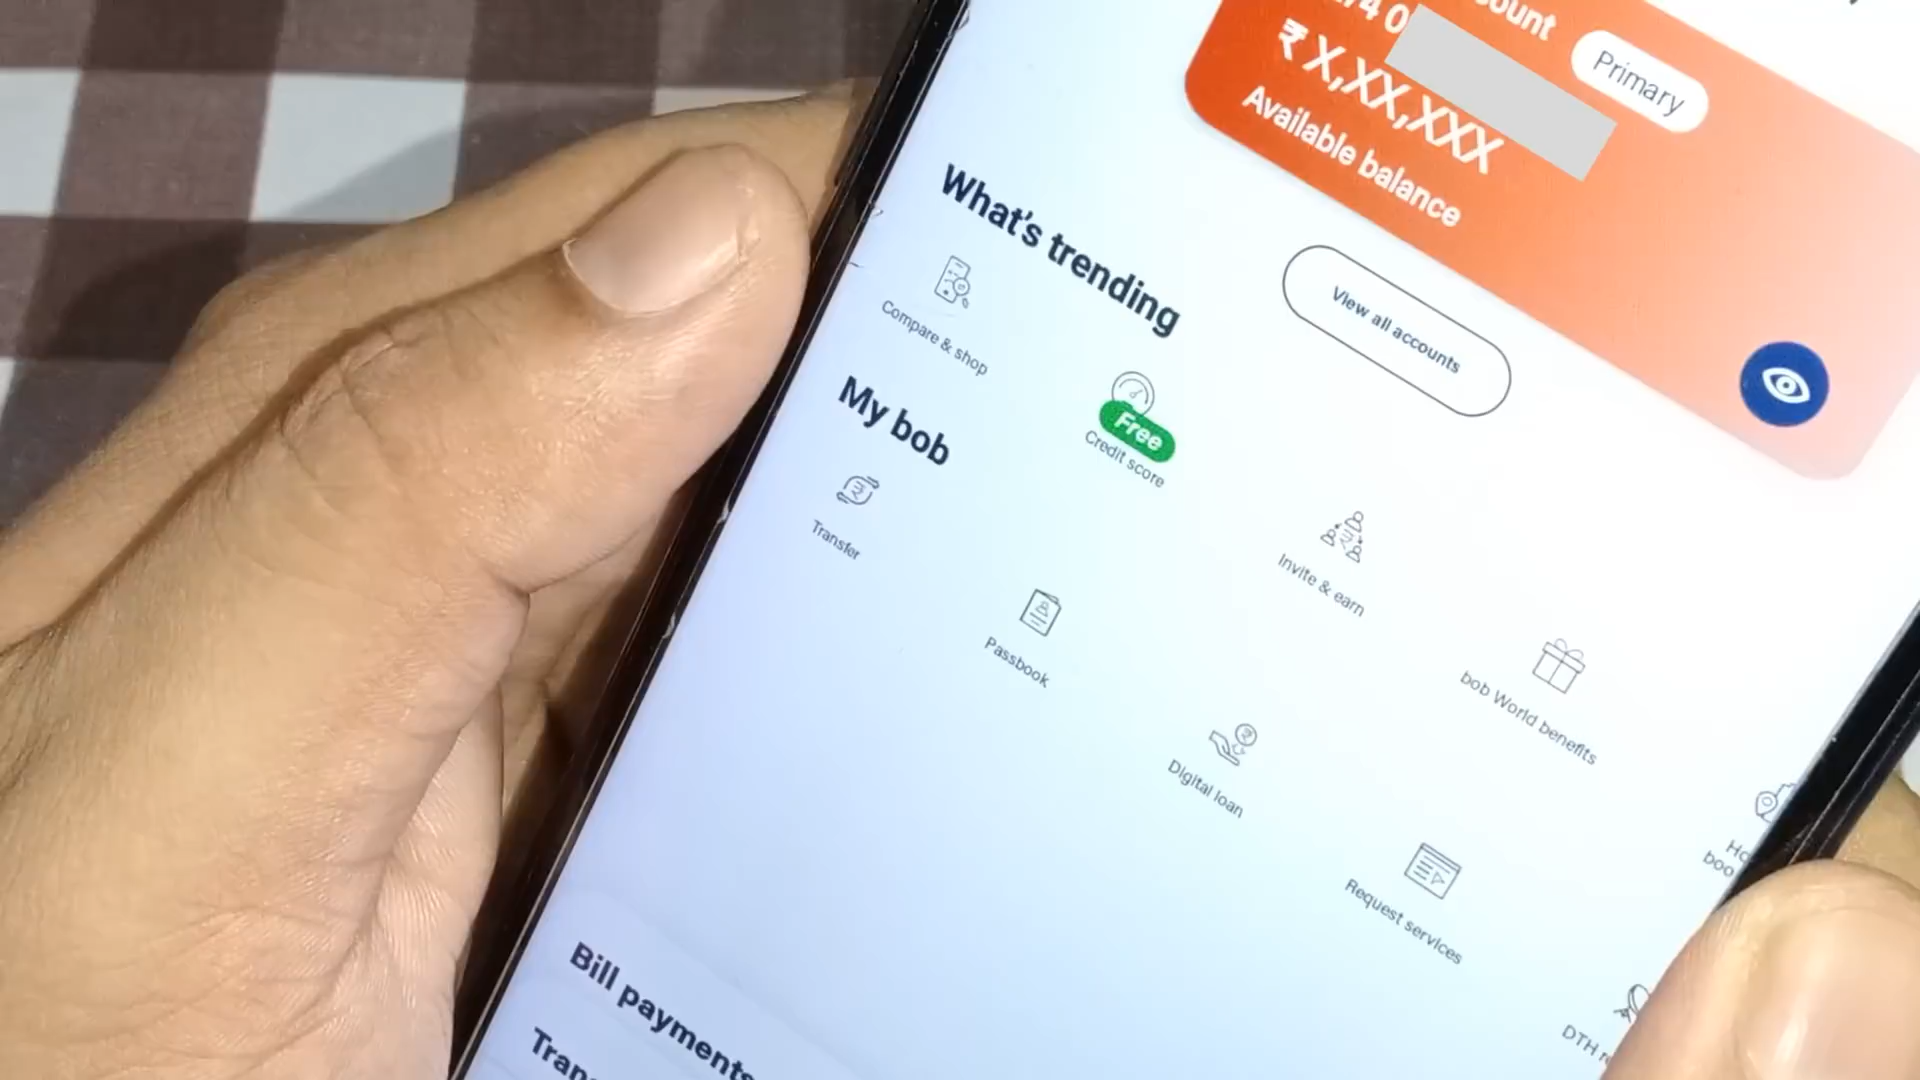 Primary
₹ X,XX,XXX
Available balance
View all accounts
What's trending
Compare & shop
Free
Credit score
Invite & earn
bob World benefits
My bob
Transfer
Passbook
Digital loan
Request services
DTH
Bill payments